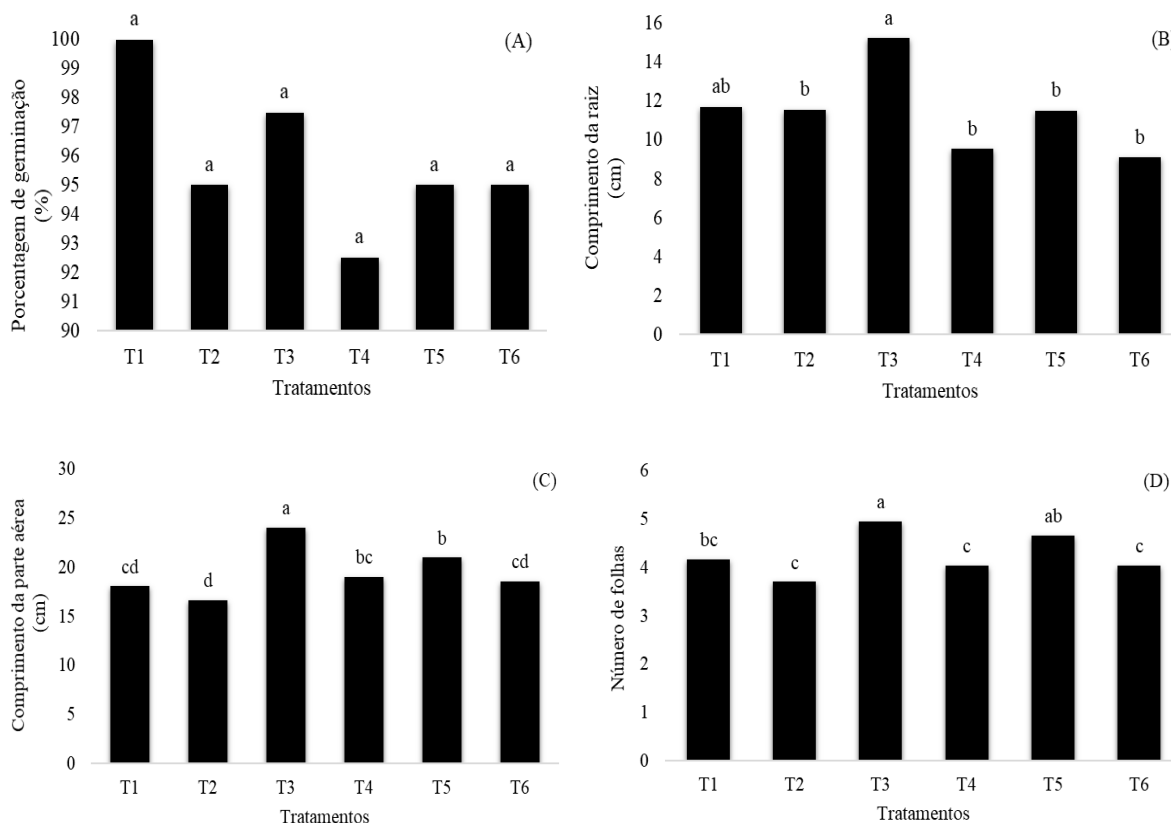 a
(A)
100
99
98
97
96
95
94
93
92
91
90
a
a
a
a
a
Porcentagem de germinação
(%)
T1 T2 T3 T4 T5 T6
Tratamentos
(B)
16
14
12
10
8
6
4
2
0
ab
b
a
b
b
b
Comprimento da raiz
(cm)
T1 T2 T3 T4 T5 T6
Tratamentos
(C)
30
25
20
15
10
5
0
cd
d
a
bc
b
cd
Comprimento da parte aérea
(cm)
T1 T2 T3 T4 T5 T6
Tratamentos
(D)
6
5
4
3
2
1
0
bc
c
a
c
ab
c
Número de folhas
T1 T2 T3 T4 T5 T6
Tratamentos